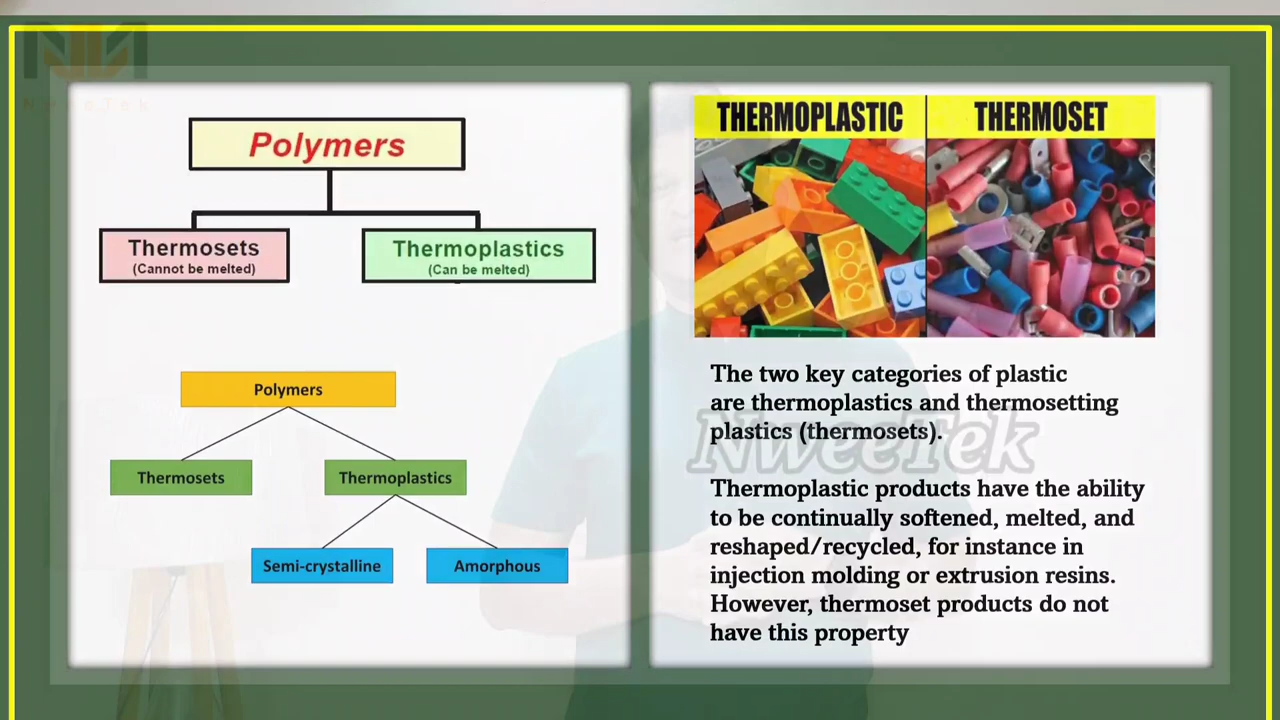 NweeTek
Polymers
Thermosets
(Cannot be melted)
Thermoplastics
(Can be melted)
Polymers
Thermosets
Thermoplastics
Semi-crystalline
Amorphous
THERMOPLASTIC
THERMOSET
The two key categories of plastic
are thermoplastics and thermosetting
plastics (thermosets).
NweeTek
Thermoplastic products have the ability
to be continually softened, melted, and
reshaped/recycled, for instance in
injection molding or extrusion resins.
However, thermoset products do not
have this property